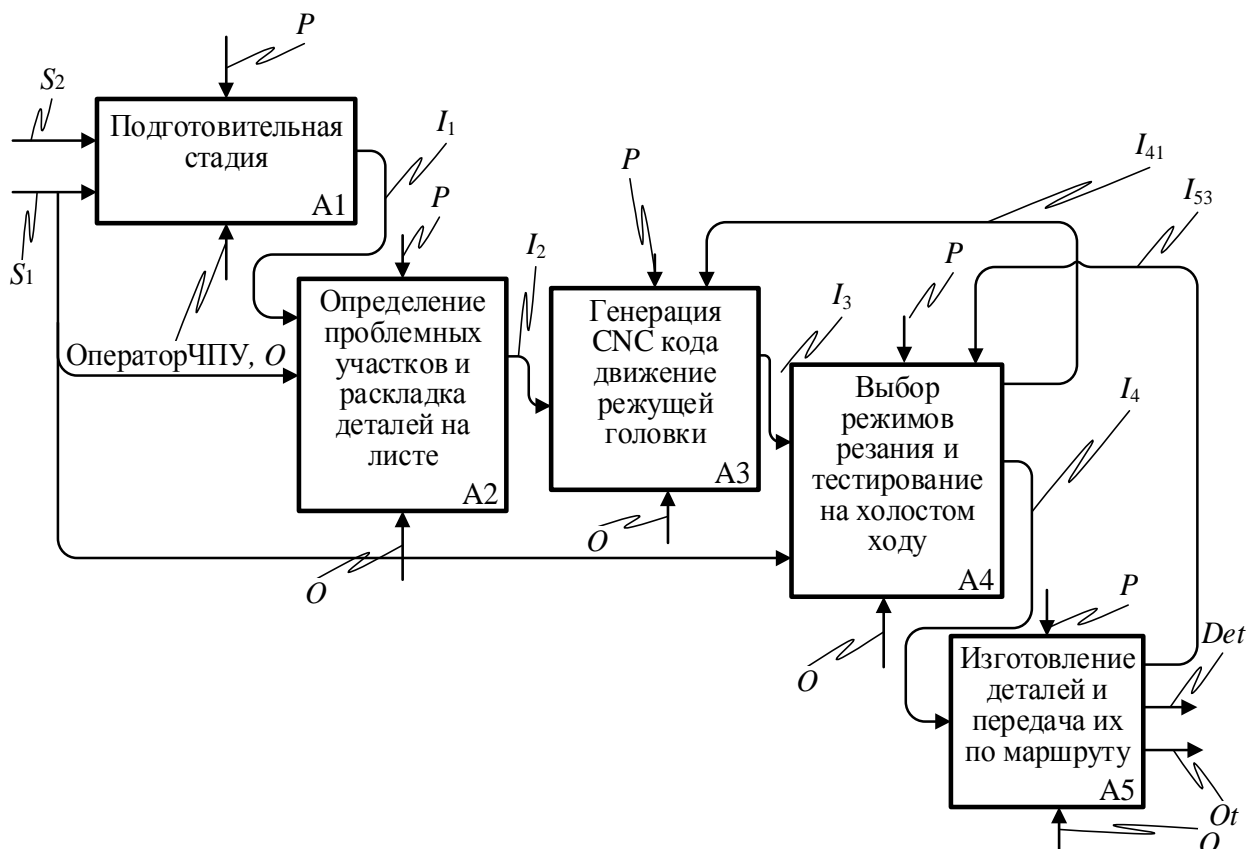 P
S2
Подготовительная
стадия
A1
I1
S1
P
I2
ОператорЧПУ, O
Определение
проблемных
участков и
раскладка
деталей на
листе
A2
O
P
Генерация
CNC кода
движение
режущей
головки
A3
O
I3
I41
I53
P
Выбор
режимов
резания и
тестирование
на холостом
ходу
A4
O
I4
P
Изготовление
деталей и
передача их
по маршруту
A5
Det
Ot
O